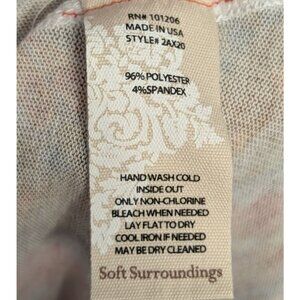 RN# 101206
MADE IN USA
STYLE# 2AX20
96% POLYESTER
4%SPANDEX
HAND WASH COLD
INSIDE OUT
ONLY NON-CHLORINE
BLEACH WHEN NEEDED
LAY FLAT TO DRY
COOL IRON IF NEEDED
MAY BE DRY CLEANED
Soft Surroundings